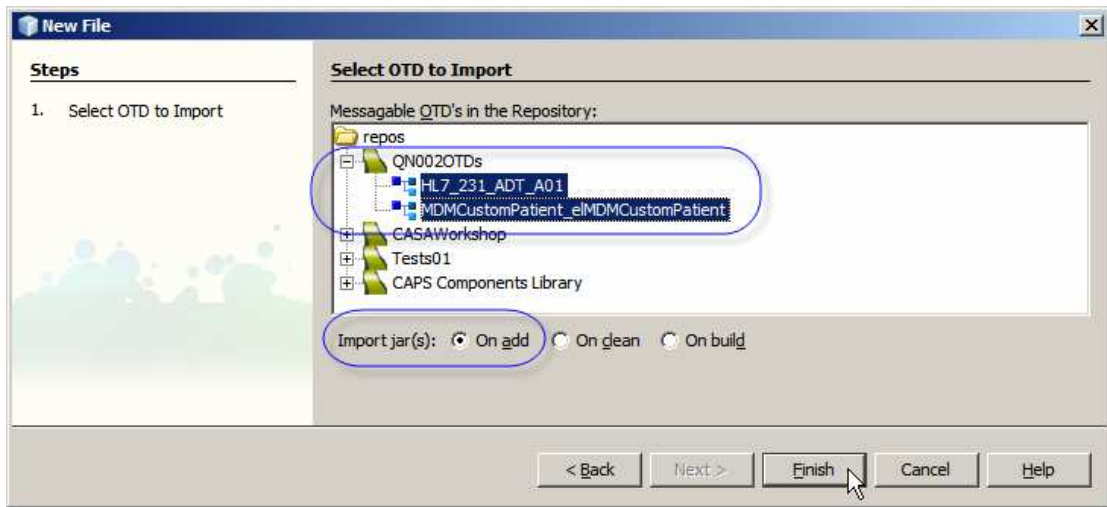 New File
Steps
1. Select OTD to Import
Select OTD to Import
Messagable OTD's in the Repository:
repos
QN002OTDs
HL7_231_ADT_A01
MDMCustomPatient_elMDMCustomPatient
CASAWorkshop
Tests01
CAPS Components Library
Import jar(s): On add On clean On build
< Back Next > Finish Cancel Help